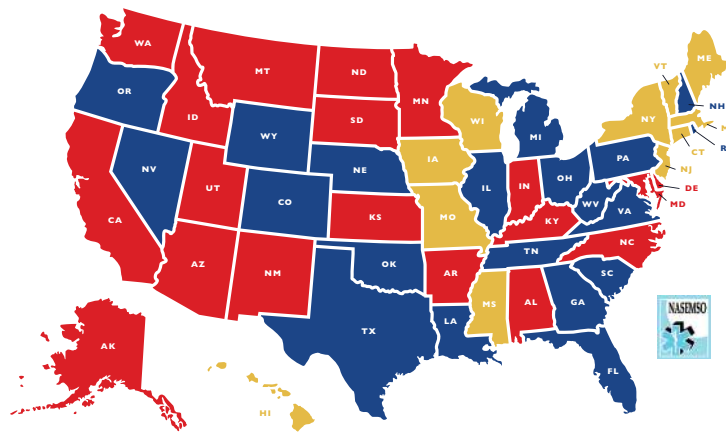 WA
ME
VT
MT
ND
MN
OR
NH
ID
SD
WI
NY
M
WY
MI
R
CT
IA
PA
NJ
NV
NE
OH
IL
IN
DE
UT
CO
WV
MD
VA
CA
KS
MO
KY
NC
TN
OK
AZ
NM
AR
SC
MS
AL
GA
NASEMSO
LA
TX
AK
FL
HI